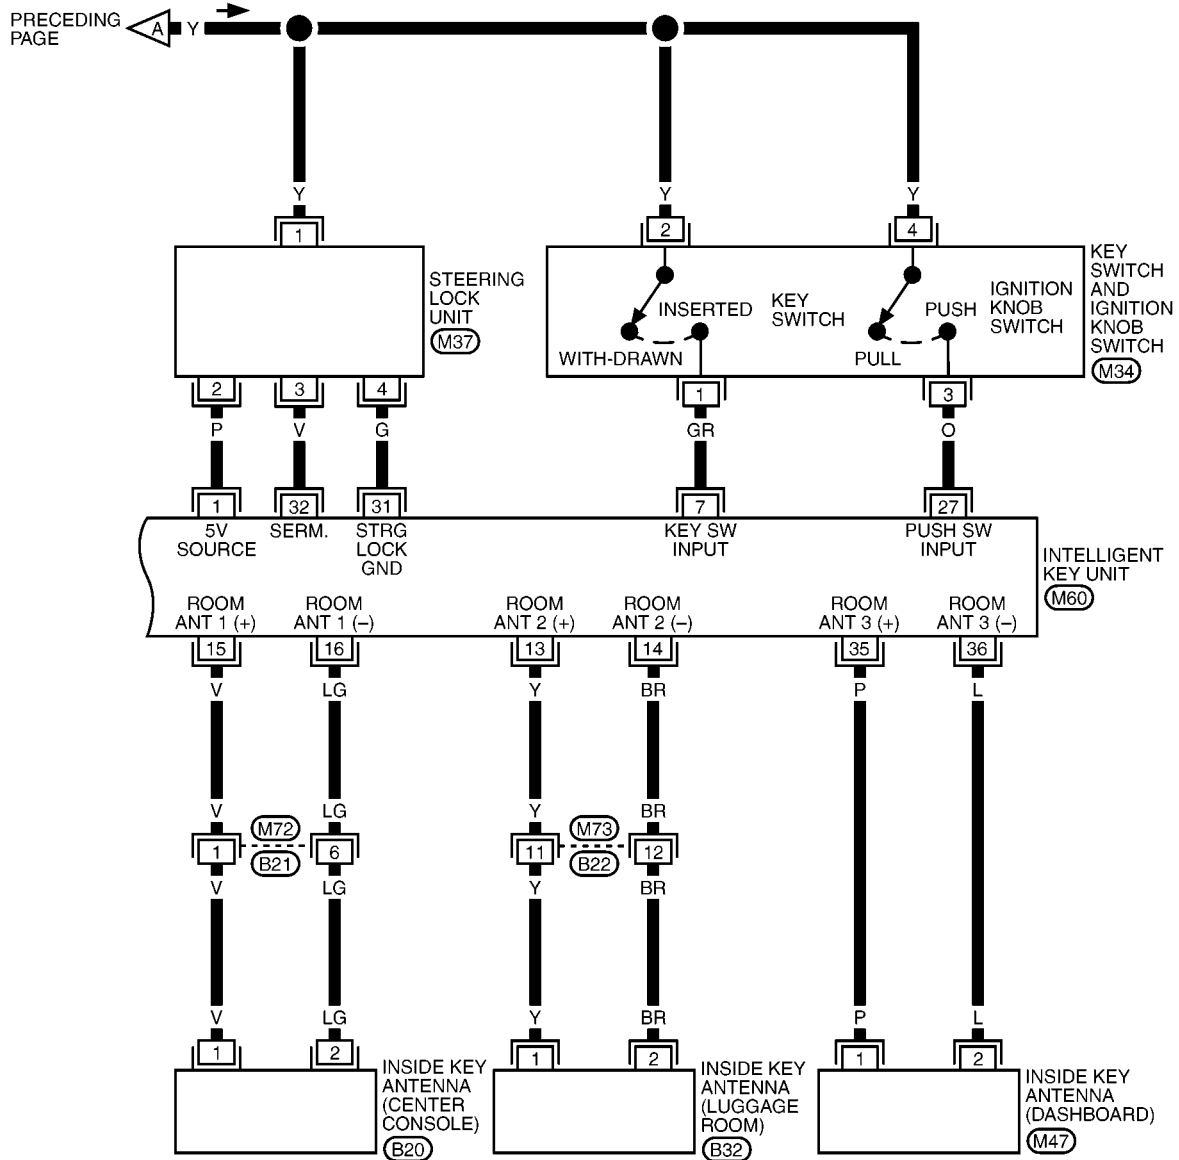 PRECEDING
PAGE
A
Y
Y
Y
Y
1
2
4
STEERING
LOCK
UNIT
M37
INSERTED
WITH-DRAWN
KEY
SWITCH
PUSH
PULL
IGNITION
KNOB
SWITCH
KEY
SWITCH
AND
IGNITION
KNOB
SWITCH
M34
2
3
4
1
3
P
V
G
GR
O
1
32
31
7
27
5V
SOURCE
SERM.
STRG
LOCK
GND
KEY SW
INPUT
PUSH SW
INPUT
INTELLIGENT
KEY UNIT
M60
ROOM
ANT 1 (+)
ROOM
ANT 1 (–)
ROOM
ANT 2 (+)
ROOM
ANT 2 (–)
ROOM
ANT 3 (+)
ROOM
ANT 3 (–)
15
16
13
14
35
36
V
LG
Y
BR
P
L
V
LG
Y
BR
1
M72
B21
6
11
M73
B22
12
V
LG
Y
BR
V
LG
Y
BR
P
L
1
2
1
2
1
2
INSIDE KEY
ANTENNA
(CENTER
CONSOLE)
B20
INSIDE KEY
ANTENNA
(LUGGAGE
ROOM)
B32
INSIDE KEY
ANTENNA
(DASHBOARD)
M47